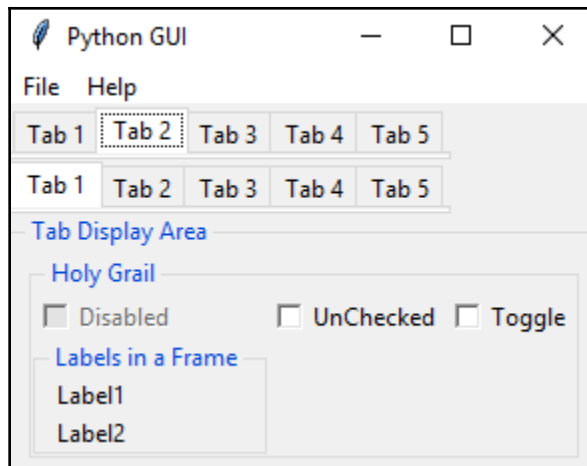 Python GUI
File Help
Tab 1 Tab 2 Tab 3 Tab 4 Tab 5
Tab 1 Tab 2 Tab 3 Tab 4 Tab 5
Tab Display Area
Holy Grail
Disabled UnChecked Toggle
Labels in a Frame
Label1
Label2